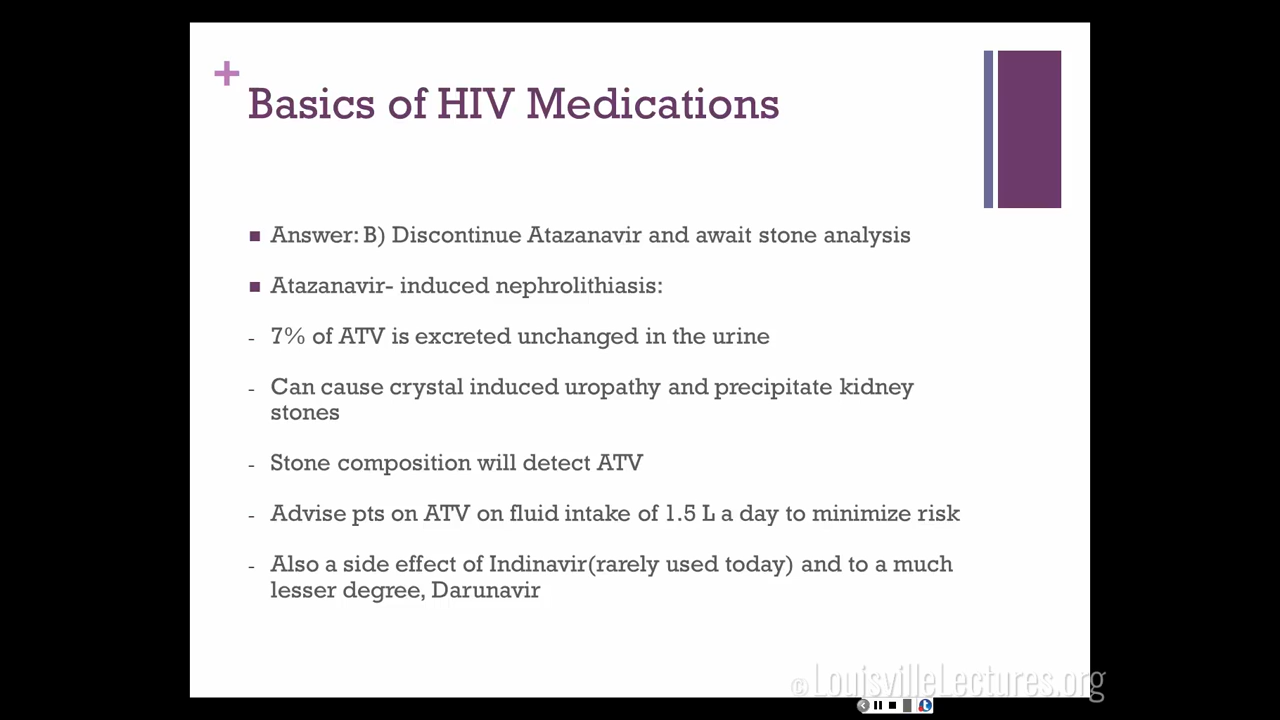 +
Basics of HIV Medications
■ Answer: B) Discontinue Atazanavir and await stone analysis
■ Atazanavir- induced nephrolithiasis:
- 7% of ATV is excreted unchanged in the urine
- Can cause crystal induced uropathy and precipitate kidney
stones
- Stone composition will detect ATV
- Advise pts on ATV on fluid intake of 1.5 L a day to minimize risk
- Also a side effect of Indinavir(rarely used today) and to a much
lesser degree, Darunavir
© LouisvilleLectures.org